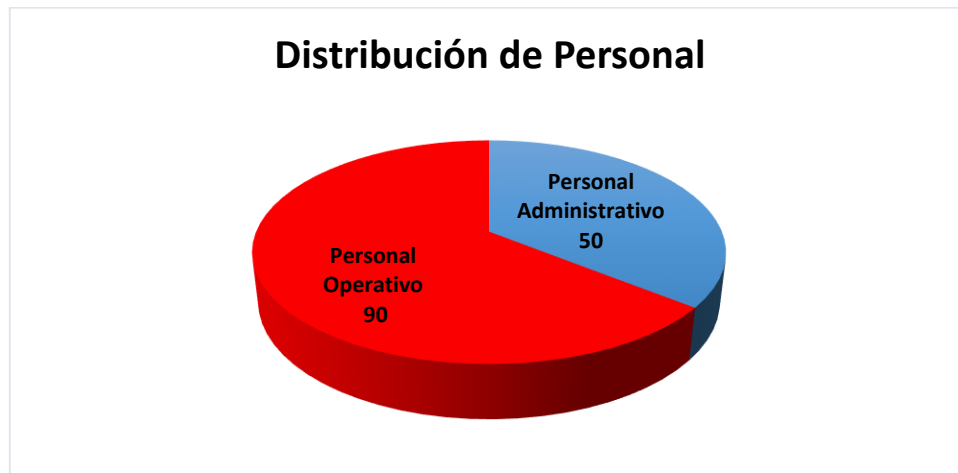 Distribución de Personal
Personal
Administrativo
50
Personal
Operativo
90